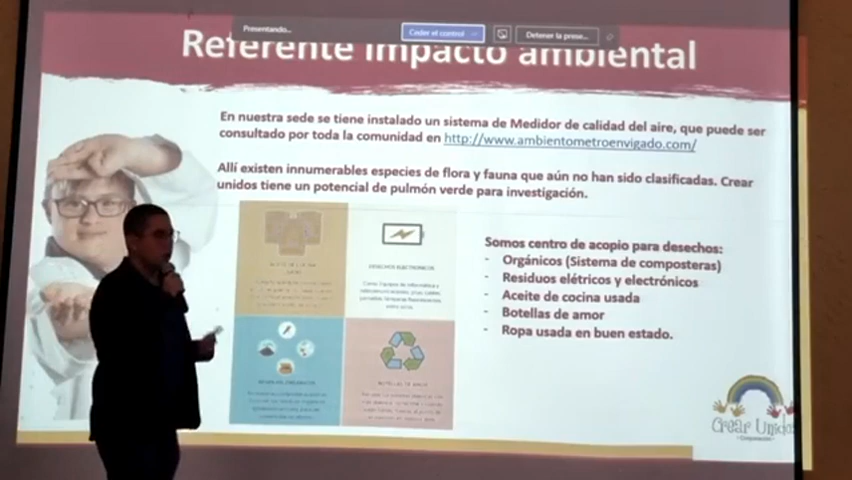 Presentando...
Ceder el control
Detener la prese...
Referente impacto ambiental
En nuestra sede se tiene instalado un sistema de Medidor de calidad del aire, que puede ser
consultado por toda la comunidad en http://www.ambientometroenvigado.com/
Allí existen innumerables especies de flora y fauna que aún no han sido clasificadas. Crear
unidos tiene un potencial de pulmón verde para investigación.
DESECHOS ELECTRONICOS
BOTELLAS DE AMOR
Somos centro de acopio para desechos:
- Orgánicos (Sistema de composteras)
- Residuos elétricos y electrónicos
- Aceite de cocina usada
- Botellas de amor
- Ropa usada en buen estado.
Crear Unidos
Corporación